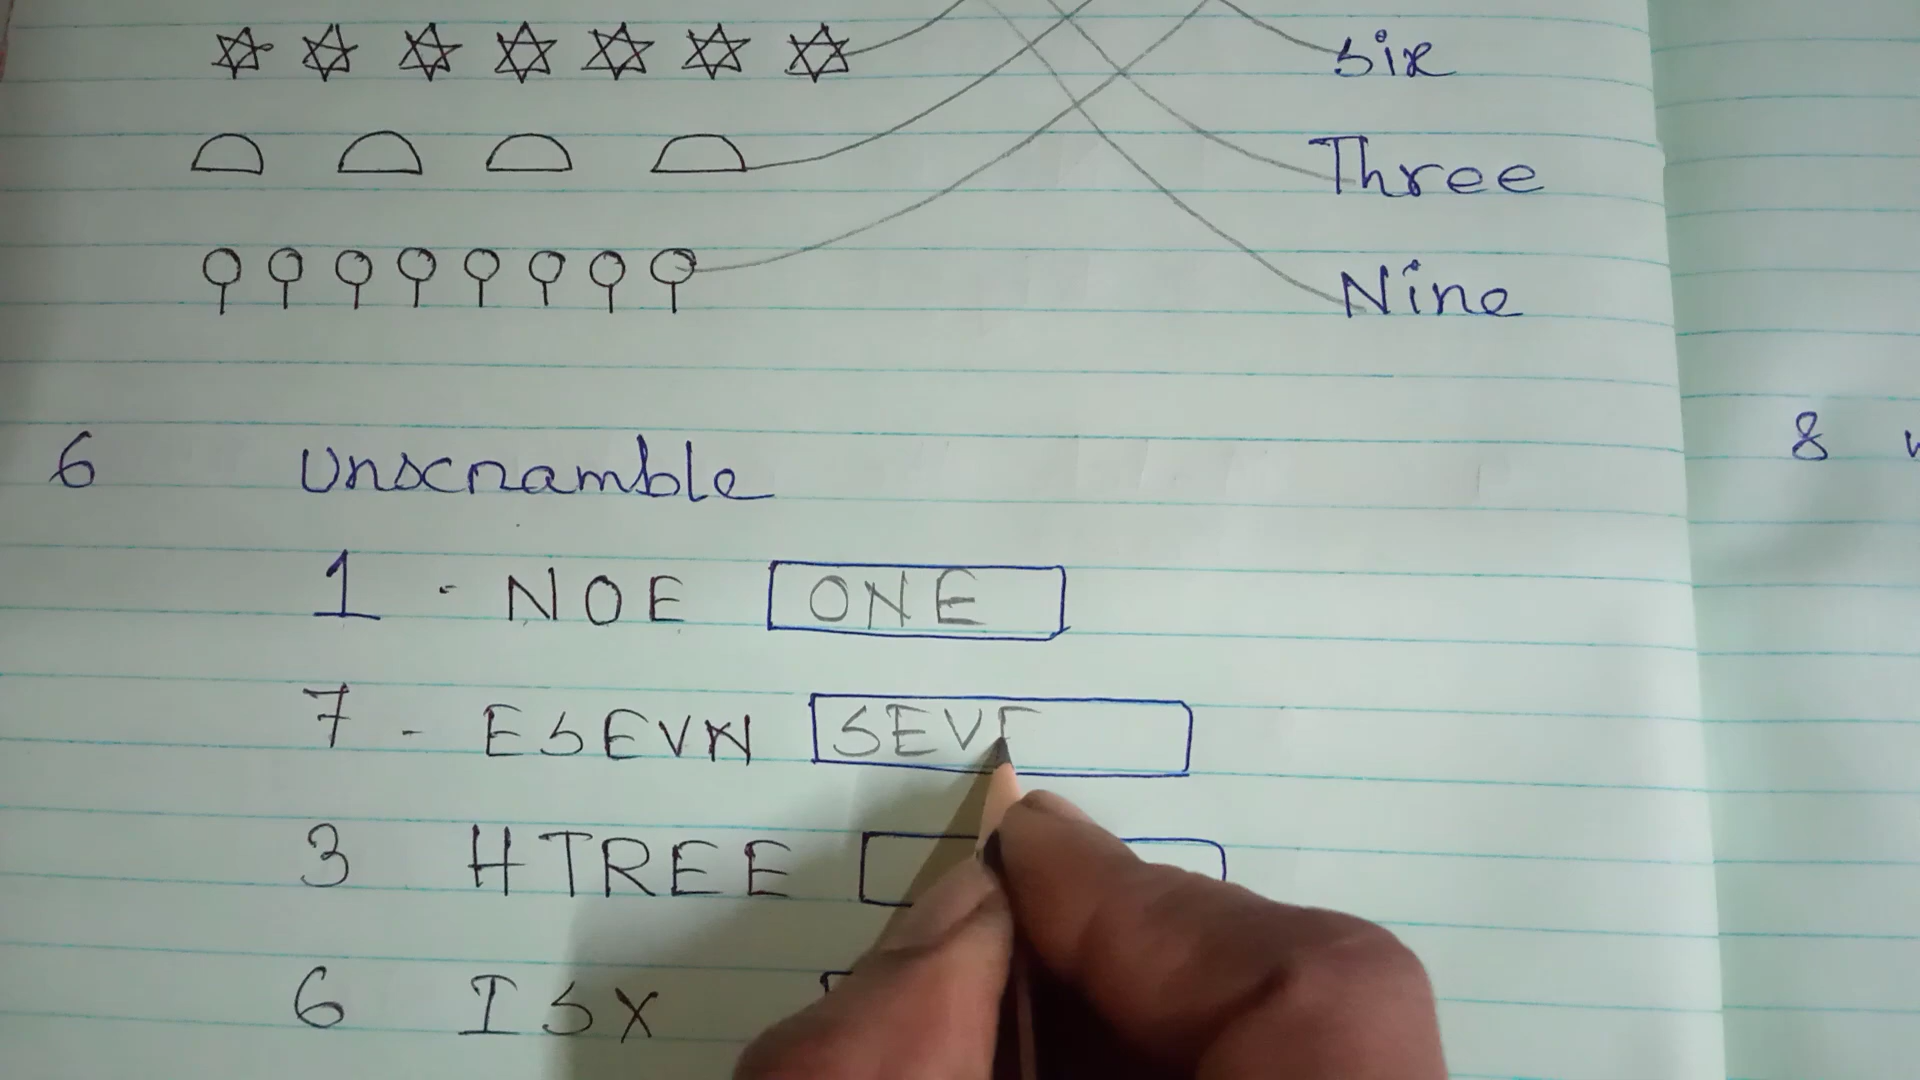 Six
Three
Nine
6 Unscramble
8
1 - NOE ONE
7 - ESEVN SEVE
3 HTREE
6 ISX